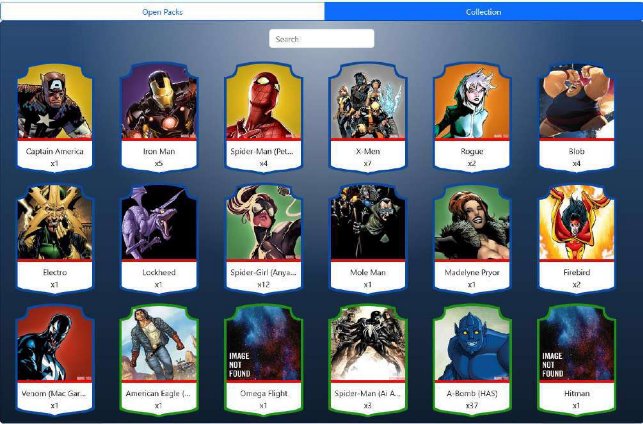 Open Packs
Collection
Search
Captain America
x1
Iron Man
x5
Spider-Man (Pet...
x4
X-Men
x7
Rogue
x2
Blob
x4
Electro
x1
Lockheed
x1
Spider-Girl (Anya...
x12
Mole Man
x1
Madelyne Pryor
x1
Firebird
x2
Venom (Mac Gar...
x1
American Eagle (...
x1
IMAGE
NOT
FOUND
Omega Flight
x1
Spider-Man (Ai A...
x3
A-Bomb (HAS)
x37
IMAGE
NOT
FOUND
Hitman
x1